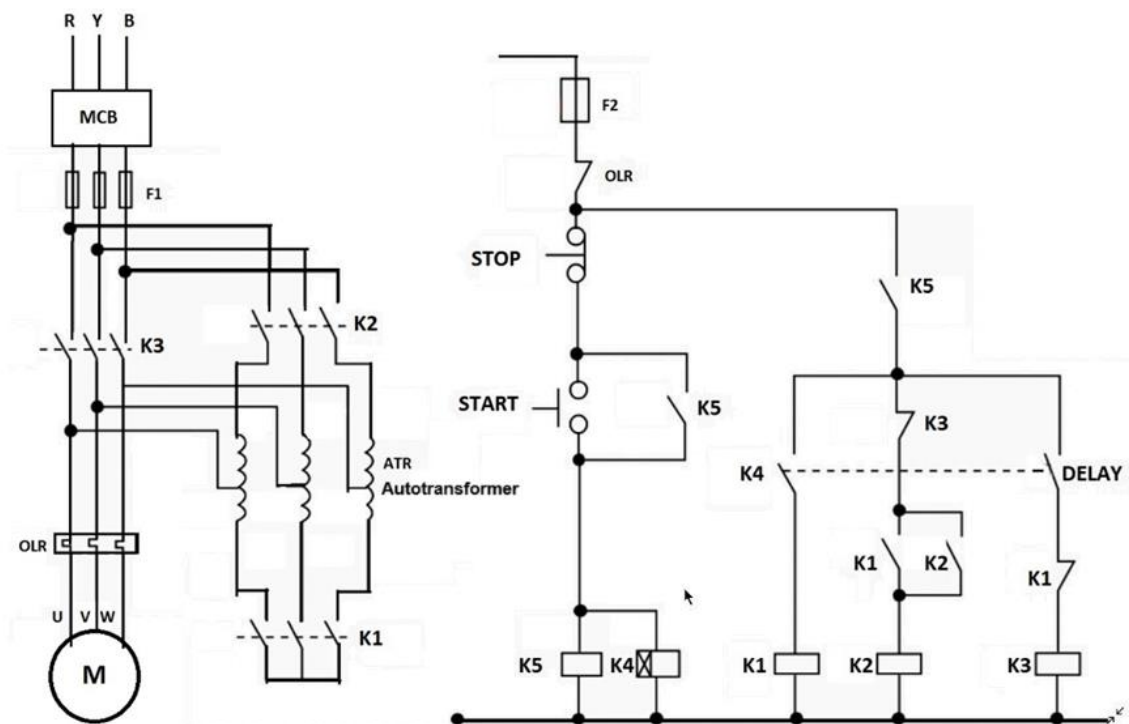 R Y B
MCB
F1
K2
K3
ATR
Autotransformer
OLR
U V W
K1
M
F2
OLR
STOP
K5
START
K5
K3
K4
DELAY
K1
K2
K1
K5
K4
K1
K2
K3